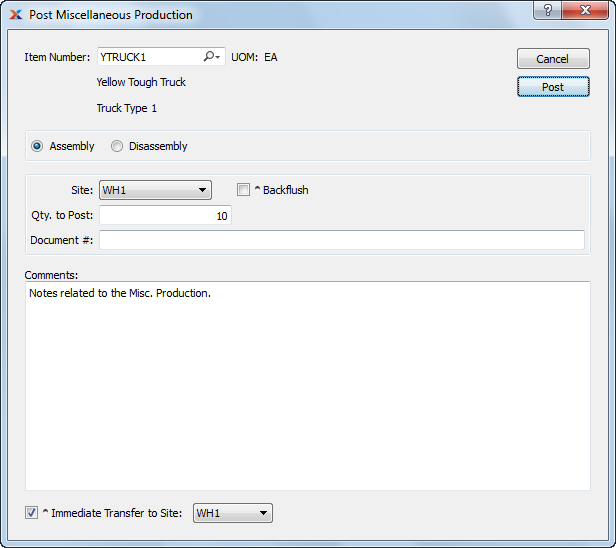 Post Miscellaneous Production
Item Number: YTRUCK1 UOM: EA
Cancel
Yellow Tough Truck
Post
Truck Type 1
Assembly Disassembly
Site: WH1 ^ Backflush
Qty. to Post: 10
Document #:
Comments:
Notes related to the Misc. Production.
^ Immediate Transfer to Site: WH1